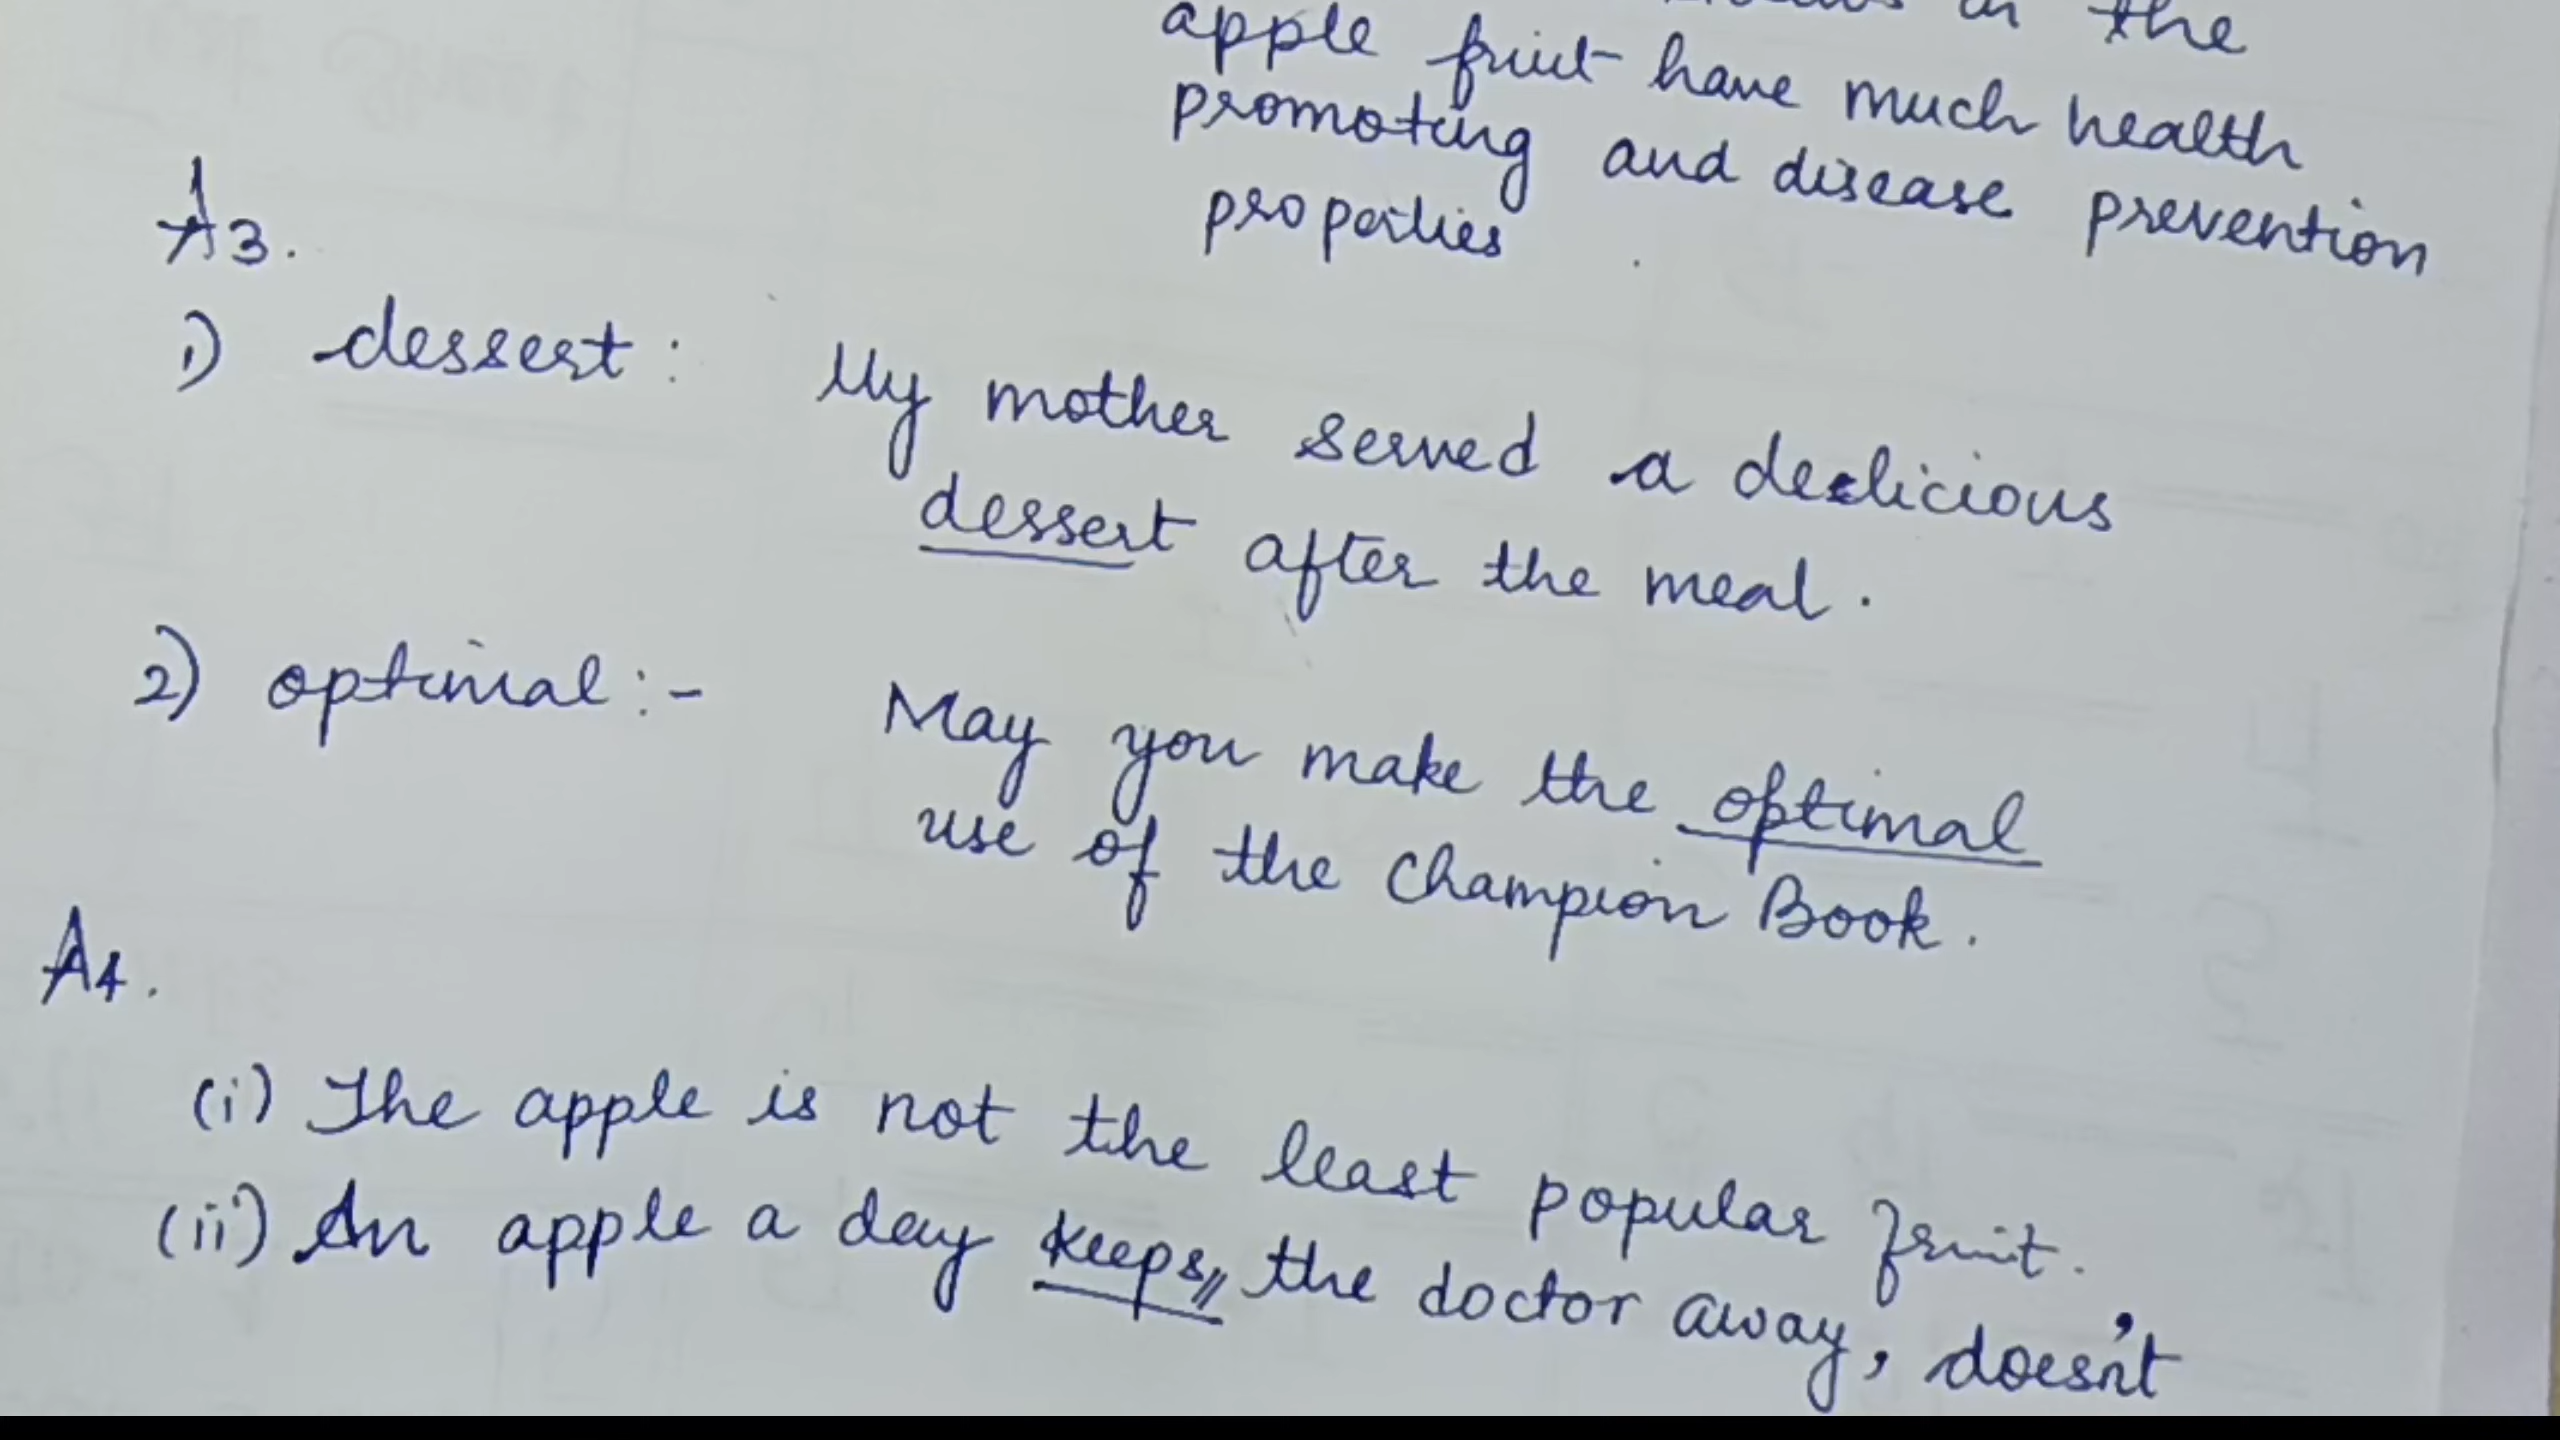 in the
apple fruit have much health
promoting and disease prevention
properties.
A3.
1) dessert: My mother served a delicious
dessert after the meal.
2) optimal:- May you make the optimal
use of the Champion Book.
A4.
(i) The apple is not the least popular fruit.
(ii) An apple a day keeps the doctor away, doesn't